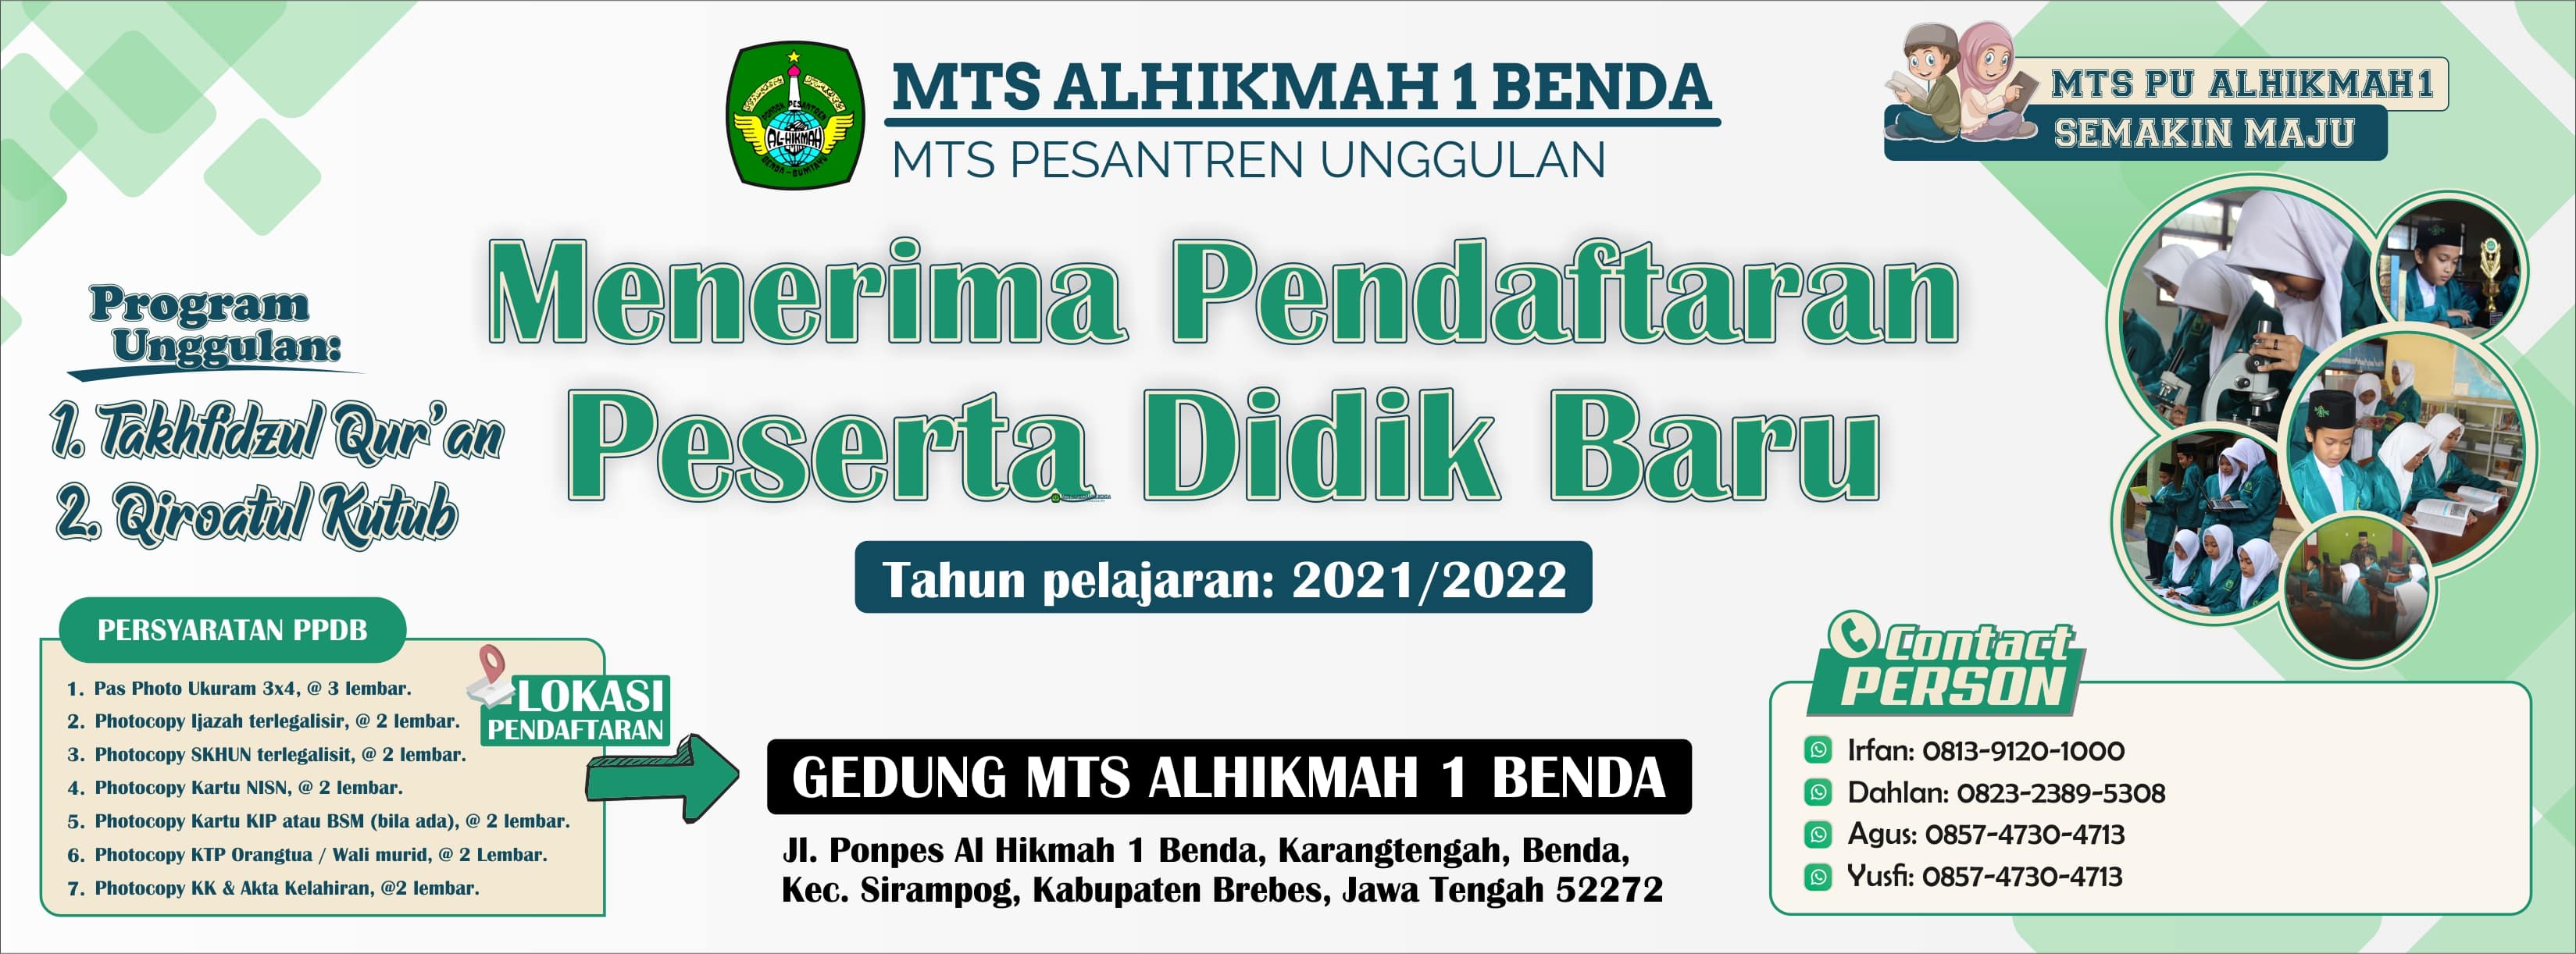 MTS ALHIKMAH 1 BENDA
MTS PESANTREN UNGGULAN
PONDOK PESANTREN
AL-HIKMAH
BENDA-BUMIAYU
MTS PU ALHIKMAH 1
SEMAKIN MAJU
Menerima Pendaftaran
Peserta Didik Baru
Tahun pelajaran: 2021/2022
Program
Unggulan:
1. Takhfidzul Qur'an
2. Qiroatul Kutub
PERSYARATAN PPDB
1. Pas Photo Ukuram 3x4, @ 3 lembar.
2. Photocopy Ijazah terlegalisir, @ 2 lembar.
3. Photocopy SKHUN terlegalisit, @ 2 lembar.
4. Photocopy Kartu NISN, @ 2 lembar.
5. Photocopy Kartu KIP atau BSM (bila ada), @ 2 lembar.
6. Photocopy KTP Orangtua / Wali murid, @ 2 Lembar.
7. Photocopy KK & Akta Kelahiran, @2 lembar.
LOKASI
PENDAFTARAN
GEDUNG MTS ALHIKMAH 1 BENDA
Jl. Ponpes Al Hikmah 1 Benda, Karangtengah, Benda,
Kec. Sirampog, Kabupaten Brebes, Jawa Tengah 52272
Contact
PERSON
Irfan: 0813-9120-1000
Dahlan: 0823-2389-5308
Agus: 0857-4730-4713
Yusfi: 0857-4730-4713